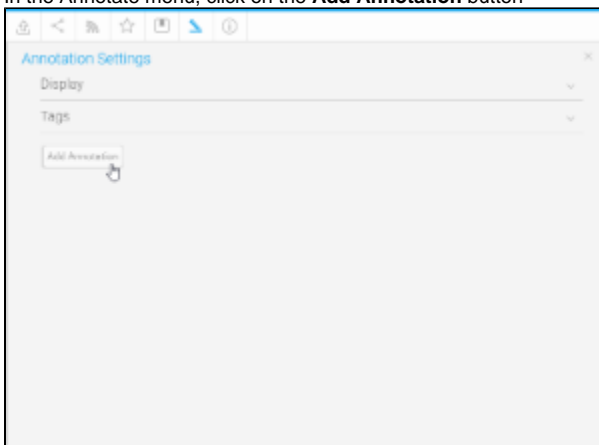 In the Annotate menu, click on the Add Annotation button
Annotation Settings
Display
Tags
Add Annotation